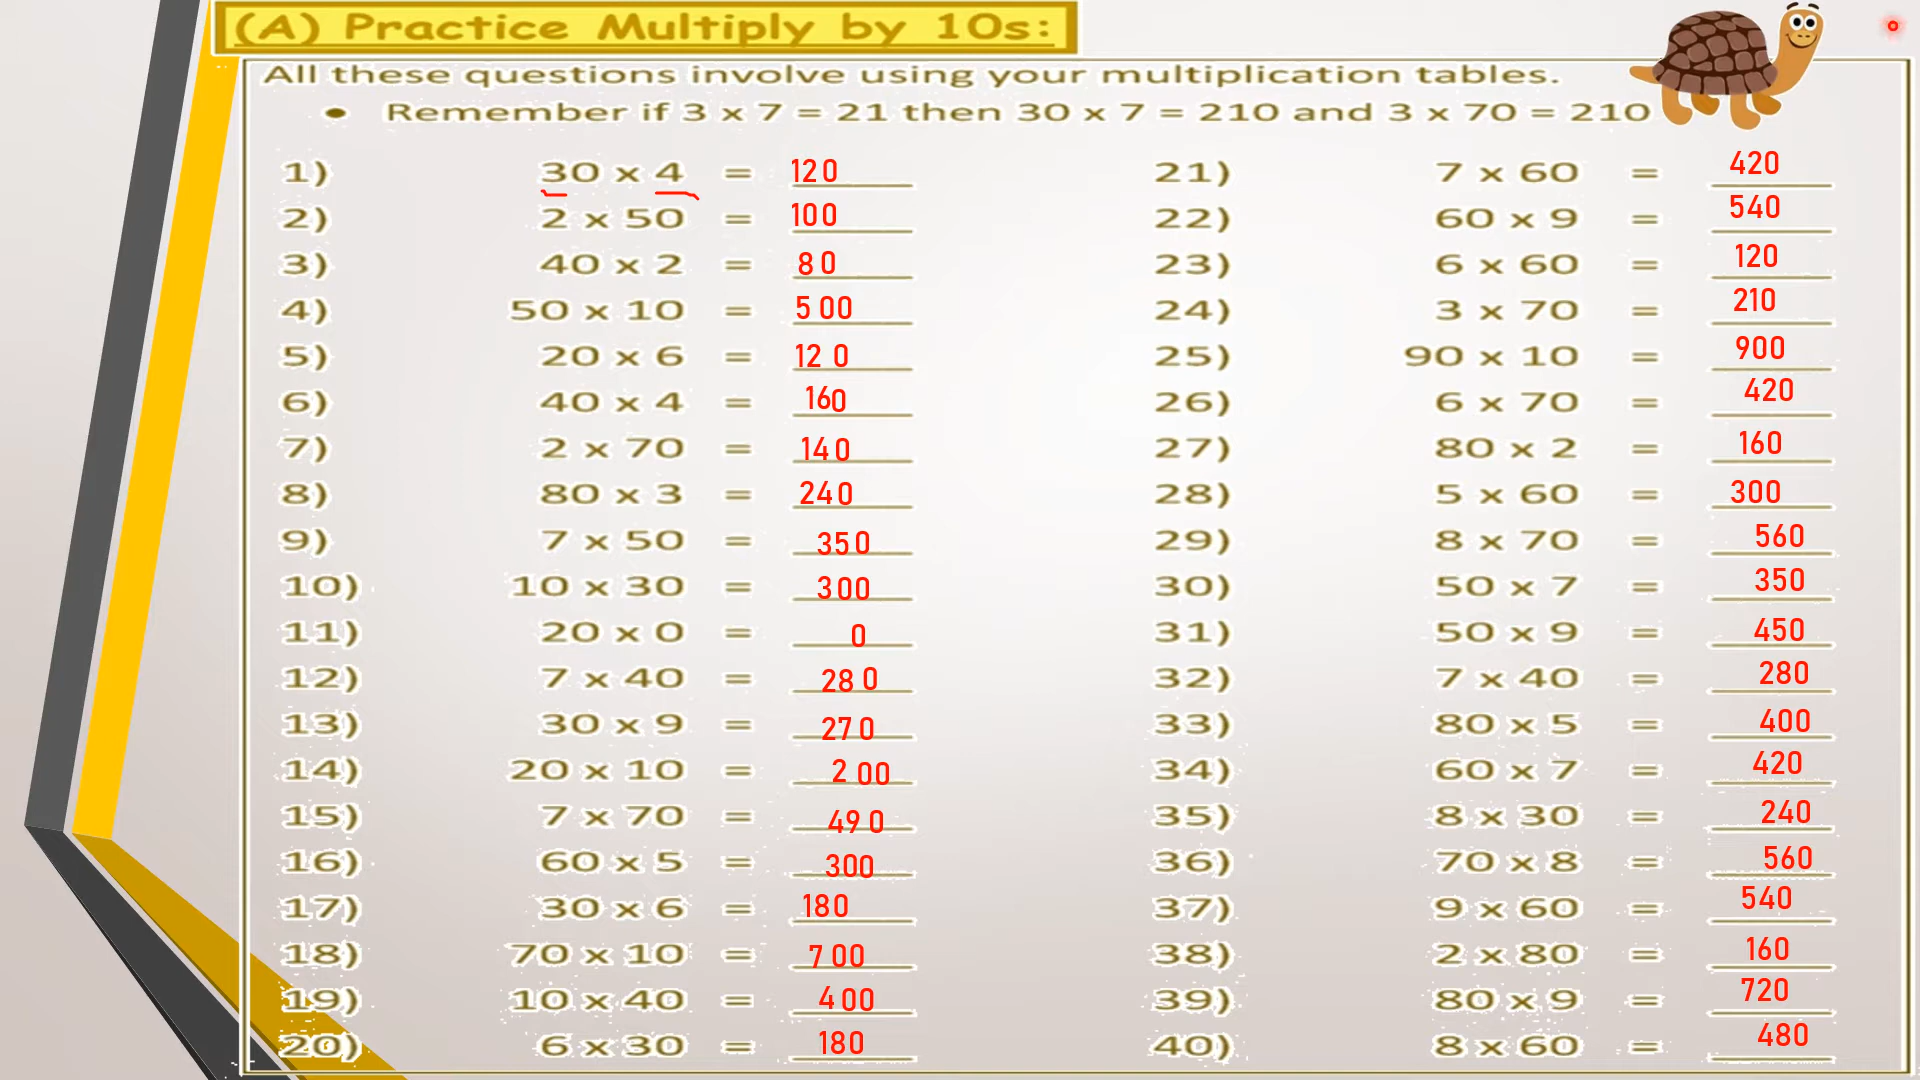 (A) Practice Multiply by 10s:
All these questions involve using your multiplication tables.
• Remember if 3 x 7 = 21 then 30 x 7 = 210 and 3 x 70 = 210
1) 30 x 4 = 120
2) 2 x 50 = 100
3) 40 x 2 = 80
4) 50 x 10 = 500
5) 20 x 6 = 120
6) 40 x 4 = 160
7) 2 x 70 = 140
8) 80 x 3 = 240
9) 7 x 50 = 350
10) 10 x 30 = 300
11) 20 x 0 = 0
12) 7 x 40 = 280
13) 30 x 9 = 270
14) 20 x 10 = 200
15) 7 x 70 = 490
16) 60 x 5 = 300
17) 30 x 6 = 180
18) 70 x 10 = 700
19) 10 x 40 = 400
20) 6 x 30 = 180
21) 7 x 60 = 420
22) 60 x 9 = 540
23) 6 x 60 = 120
24) 3 x 70 = 210
25) 90 x 10 = 900
26) 6 x 70 = 420
27) 80 x 2 = 160
28) 5 x 60 = 300
29) 8 x 70 = 560
30) 50 x 7 = 350
31) 50 x 9 = 450
32) 7 x 40 = 280
33) 80 x 5 = 400
34) 60 x 7 = 420
35) 8 x 30 = 240
36) 70 x 8 = 560
37) 9 x 60 = 540
38) 2 x 80 = 160
39) 80 x 9 = 720
40) 8 x 60 = 480